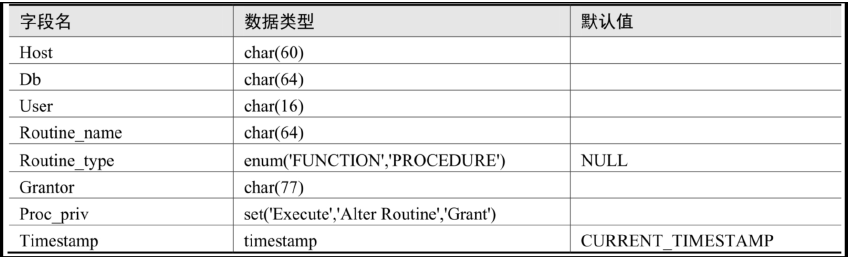 字段名 数据类型 默认值
Host char(60)
Db char(64)
User char(16)
Routine_name char(64)
Routine_type enum('FUNCTION','PROCEDURE') NULL
Grantor char(77)
Proc_priv set('Execute','Alter Routine','Grant')
Timestamp timestamp CURRENT_TIMESTAMP